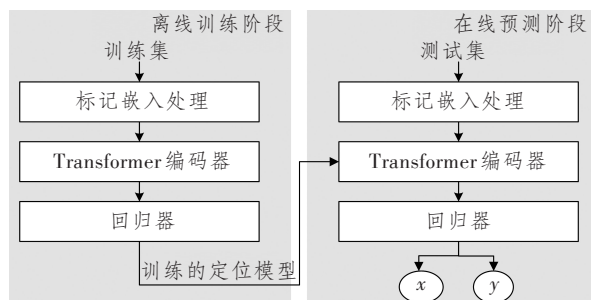 离线训练阶段
训练集
标记嵌入处理
Transformer编码器
回归器
训练的定位模型
在线预测阶段
测试集
标记嵌入处理
Transformer编码器
回归器
x
y